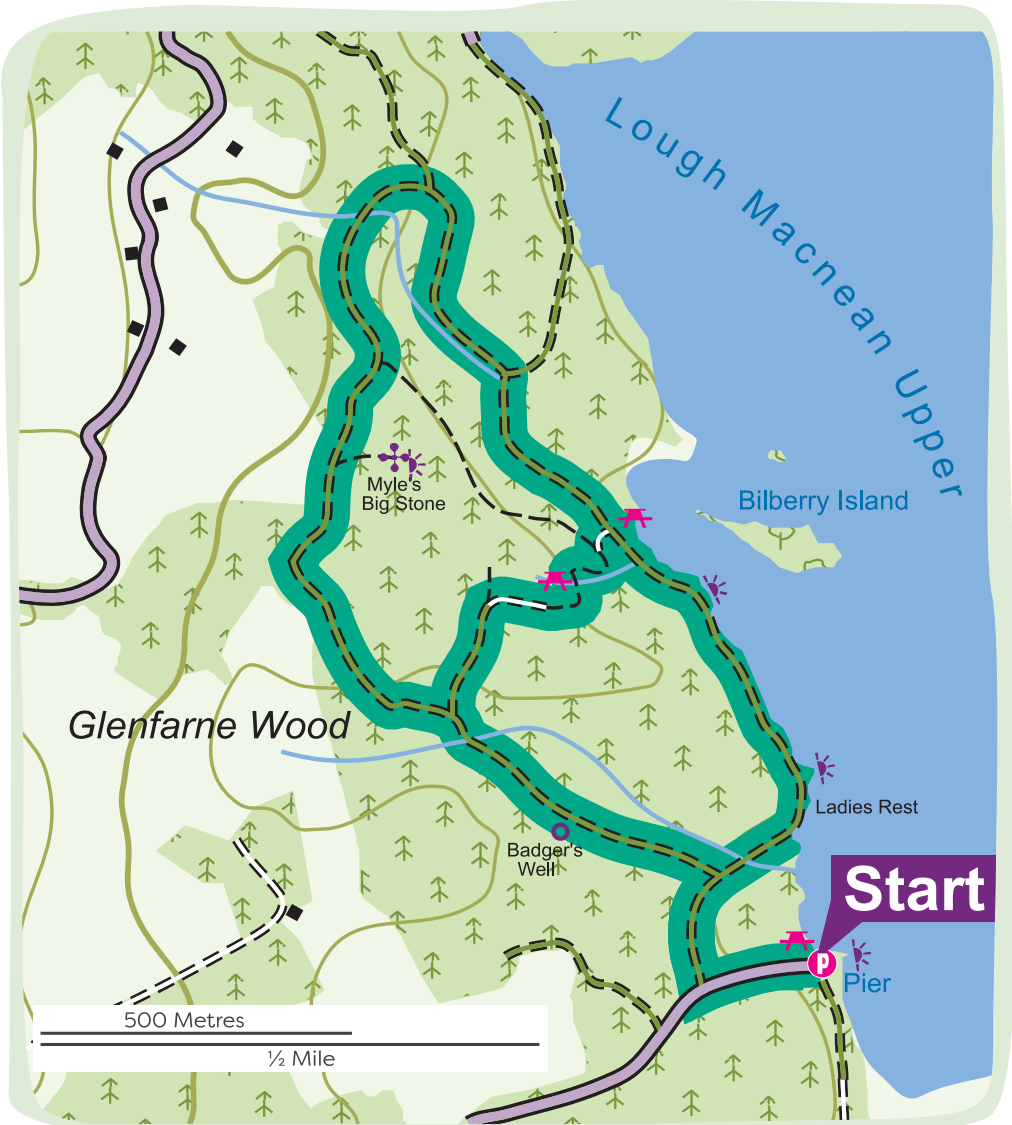 Lough Macnean Upper
Bilberry Island
Myle's
Big Stone
Glenfarne Wood
Ladies Rest
Badger's
Well
Start
P
Pier
500 Metres
½ Mile